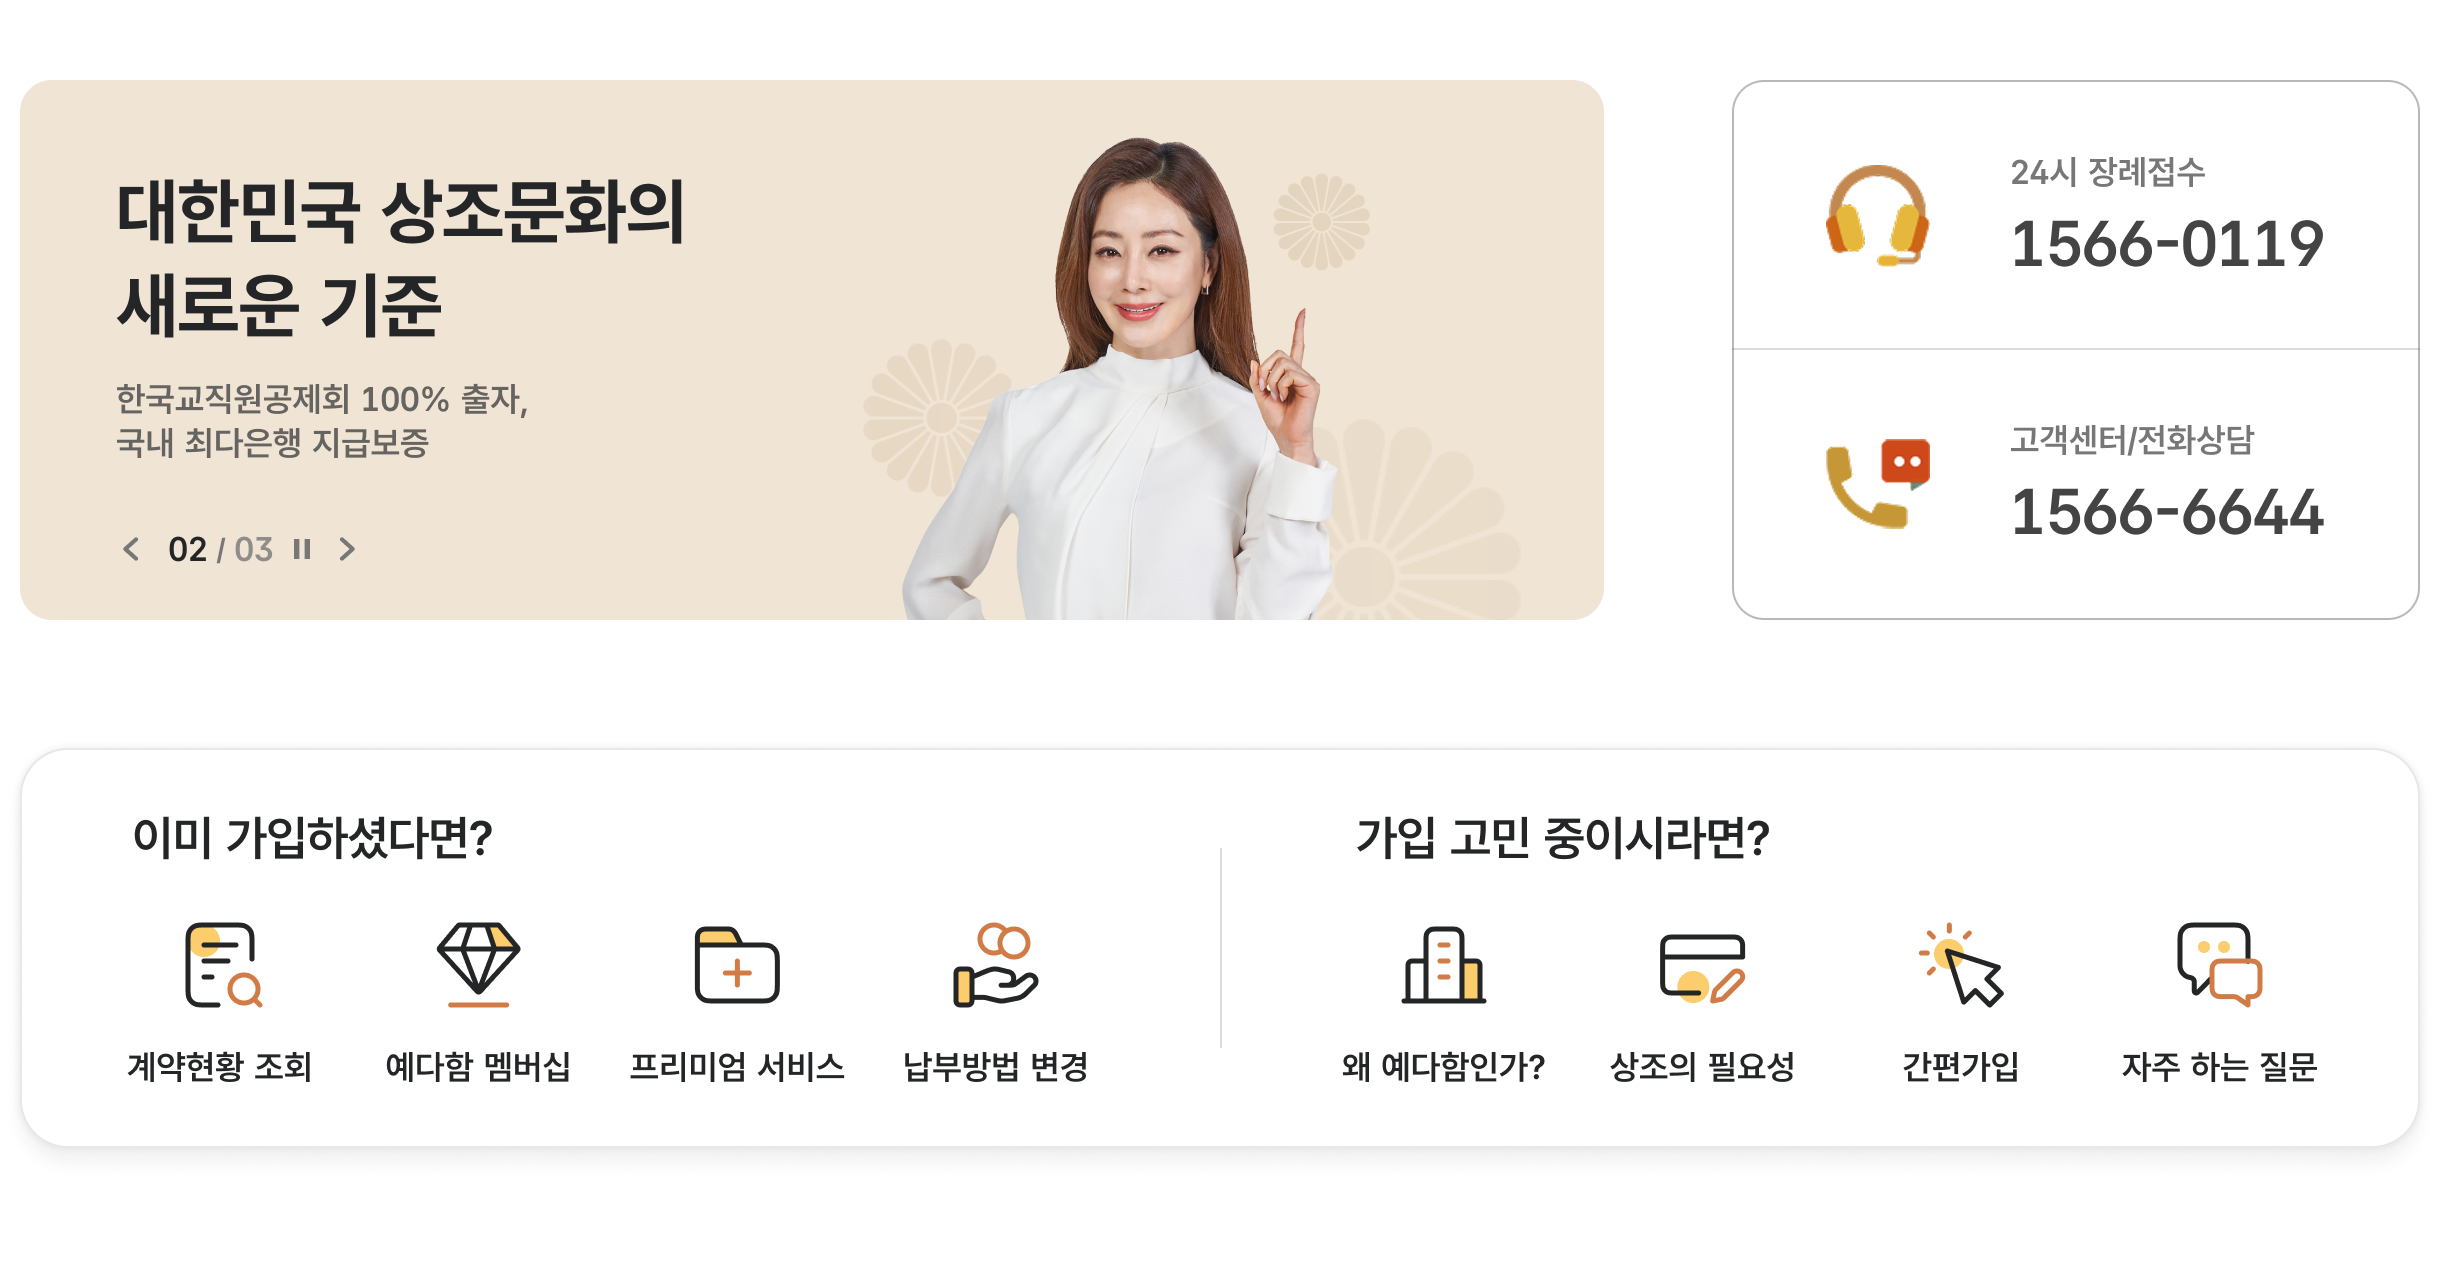 대한민국 상조문화의
새로운 기준
한국교직원공제회 100% 출자,
국내 최다은행 지급보증
02 / 03
24시 장례접수
1566-0119
고객센터/전화상담
1566-6644
이미 가입하셨다면?
계약현황 조회
예다함 멤버십
프리미엄 서비스
납부방법 변경
가입 고민 중이시라면?
왜 예다함인가?
상조의 필요성
간편가입
자주 하는 질문